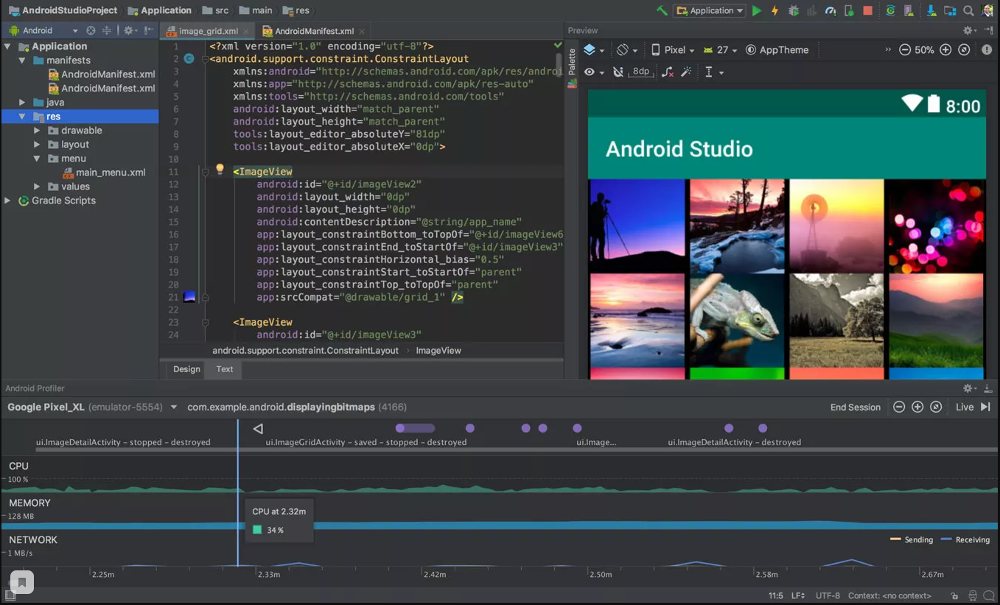 AndroidStudioProject Application src main res Application
Android image_grid.xml AndroidManifest.xml Preview
Application
manifests
AndroidManifest.xml
AndroidManifest.xml
java
res
drawable
layout
menu
main_menu.xml
values
Gradle Scripts
1 <?xml version="1.0" encoding="utf-8"?>
2 <android.support.constraint.ConstraintLayout
3 xmlns:android="http://schemas.android.com/apk/res/androi
4 xmlns:app="http://schemas.android.com/apk/res-auto"
5 xmlns:tools="http://schemas.android.com/tools"
6 android:layout_width="match_parent"
7 android:layout_height="match_parent"
8 tools:layout_editor_absoluteY="81dp"
9 tools:layout_editor_absoluteX="0dp">
10
11 <ImageView
12 android:id="@+id/imageView2"
13 android:layout_width="0dp"
14 android:layout_height="0dp"
15 android:contentDescription="@string/app_name"
16 app:layout_constraintBottom_toTopOf="@+id/imageView6
17 app:layout_constraintEnd_toStartOf="@+id/imageView3"
18 app:layout_constraintHorizontal_bias="0.5"
19 app:layout_constraintStart_toStartOf="parent"
20 app:layout_constraintTop_toTopOf="parent"
21 app:srcCompat="@drawable/grid_1" />
22
23 <ImageView
24 android:id="@+id/imageView3"
android.support.constraint.ConstraintLayout ImageView
Design Text
Palette
Pixel 27 AppTheme » 50%
8dp
8:00
Android Studio
Android Profiler
Google Pixel_XL (emulator-5554) com.example.android.displayingbitmaps (4166) End Session Live
ui.ImageDetailActivity – stopped – destroyed ui.ImageGridActivity – saved – stopped – destroyed ui.Image... ui.ImageDetailActivity – destroyed
CPU
100 %
MEMORY
128 MB
CPU at 2.32m
34 %
NETWORK Sending Receiving
1 MB/s
2.25m 2.33m 2.42m 2.50m 2.58m 2.67m
11:5 LF UTF-8 Context: <no context>